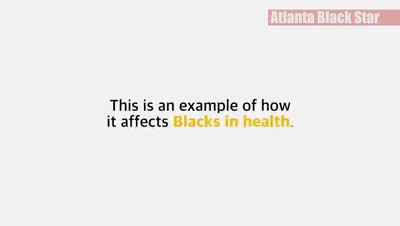 Atlanta Black Star
This is an example of how
it affects Blacks in health.